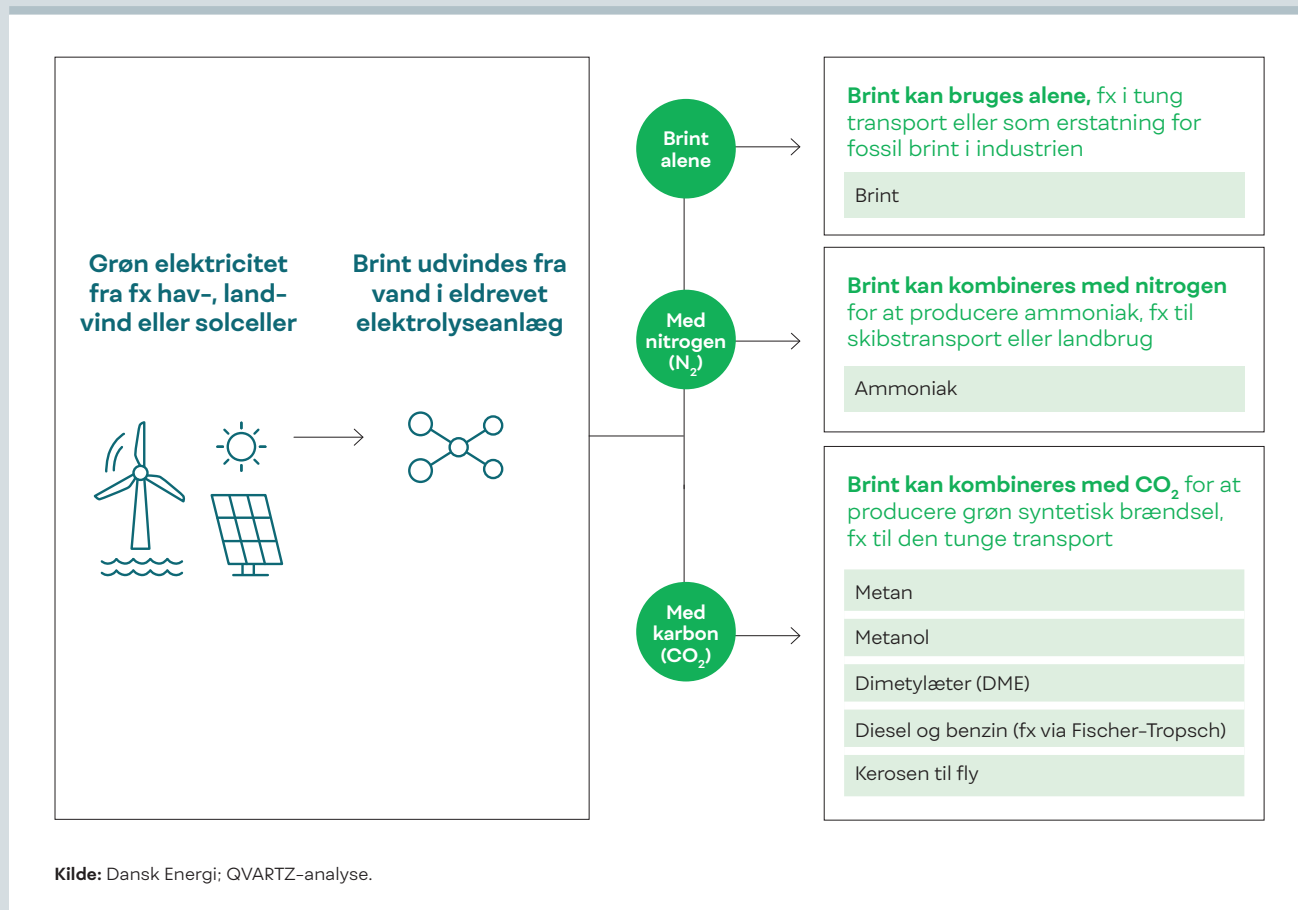 Grøn elektricitet
fra fx hav-, land-
vind eller solceller
Brint udvindes fra
vand i eldrevet
elektrolyseanlæg
Brint
alene
Brint kan bruges alene, fx i tung
transport eller som erstatning for
fossil brint i industrien
Brint
Med
nitrogen
(N₂)
Brint kan kombineres med nitrogen
for at producere ammoniak, fx til
skibstransport eller landbrug
Ammoniak
Med
karbon
(CO₂)
Brint kan kombineres med CO₂ for at
producere grøn syntetisk brændsel,
fx til den tunge transport
Metan
Metanol
Dimetylæter (DME)
Diesel og benzin (fx via Fischer-Tropsch)
Kerosen til fly
Kilde: Dansk Energi; QVARTZ-analyse.